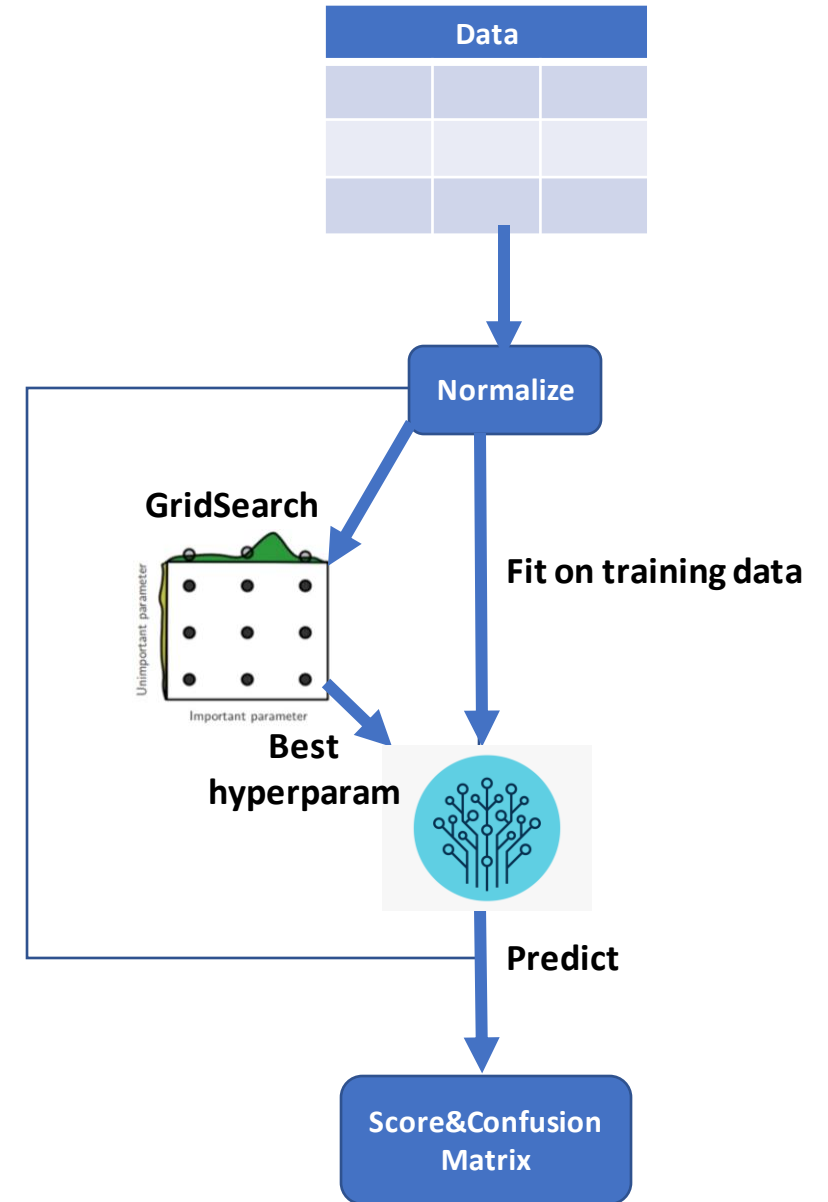 Data
Normalize
GridSearch
Fit on training data
Unimportant parameter
Important parameter
Best
hyperparam
Predict
Score&Confusion
Matrix